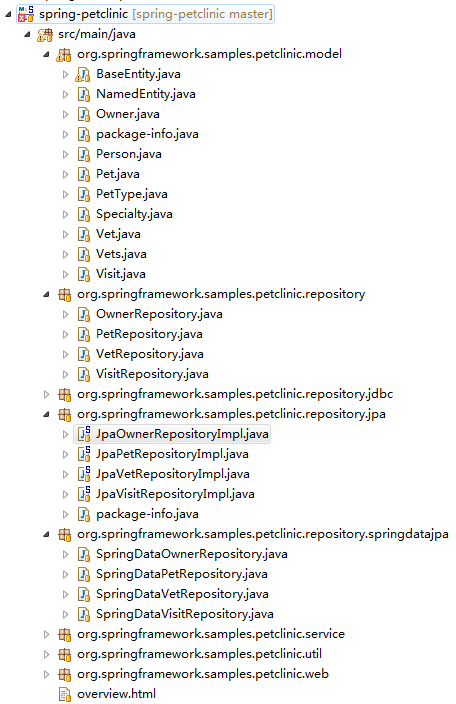 spring-petclinic [spring-petclinic master]
src/main/java
org.springframework.samples.petclinic.model
BaseEntity.java
NamedEntity.java
Owner.java
package-info.java
Person.java
Pet.java
PetType.java
Specialty.java
Vet.java
Vets.java
Visit.java
org.springframework.samples.petclinic.repository
OwnerRepository.java
PetRepository.java
VetRepository.java
VisitRepository.java
org.springframework.samples.petclinic.repository.jdbc
org.springframework.samples.petclinic.repository.jpa
JpaOwnerRepositoryImpl.java
JpaPetRepositoryImpl.java
JpaVetRepositoryImpl.java
JpaVisitRepositoryImpl.java
package-info.java
org.springframework.samples.petclinic.repository.springdatajpa
SpringDataOwnerRepository.java
SpringDataPetRepository.java
SpringDataVetRepository.java
SpringDataVisitRepository.java
org.springframework.samples.petclinic.service
org.springframework.samples.petclinic.util
org.springframework.samples.petclinic.web
overview.html